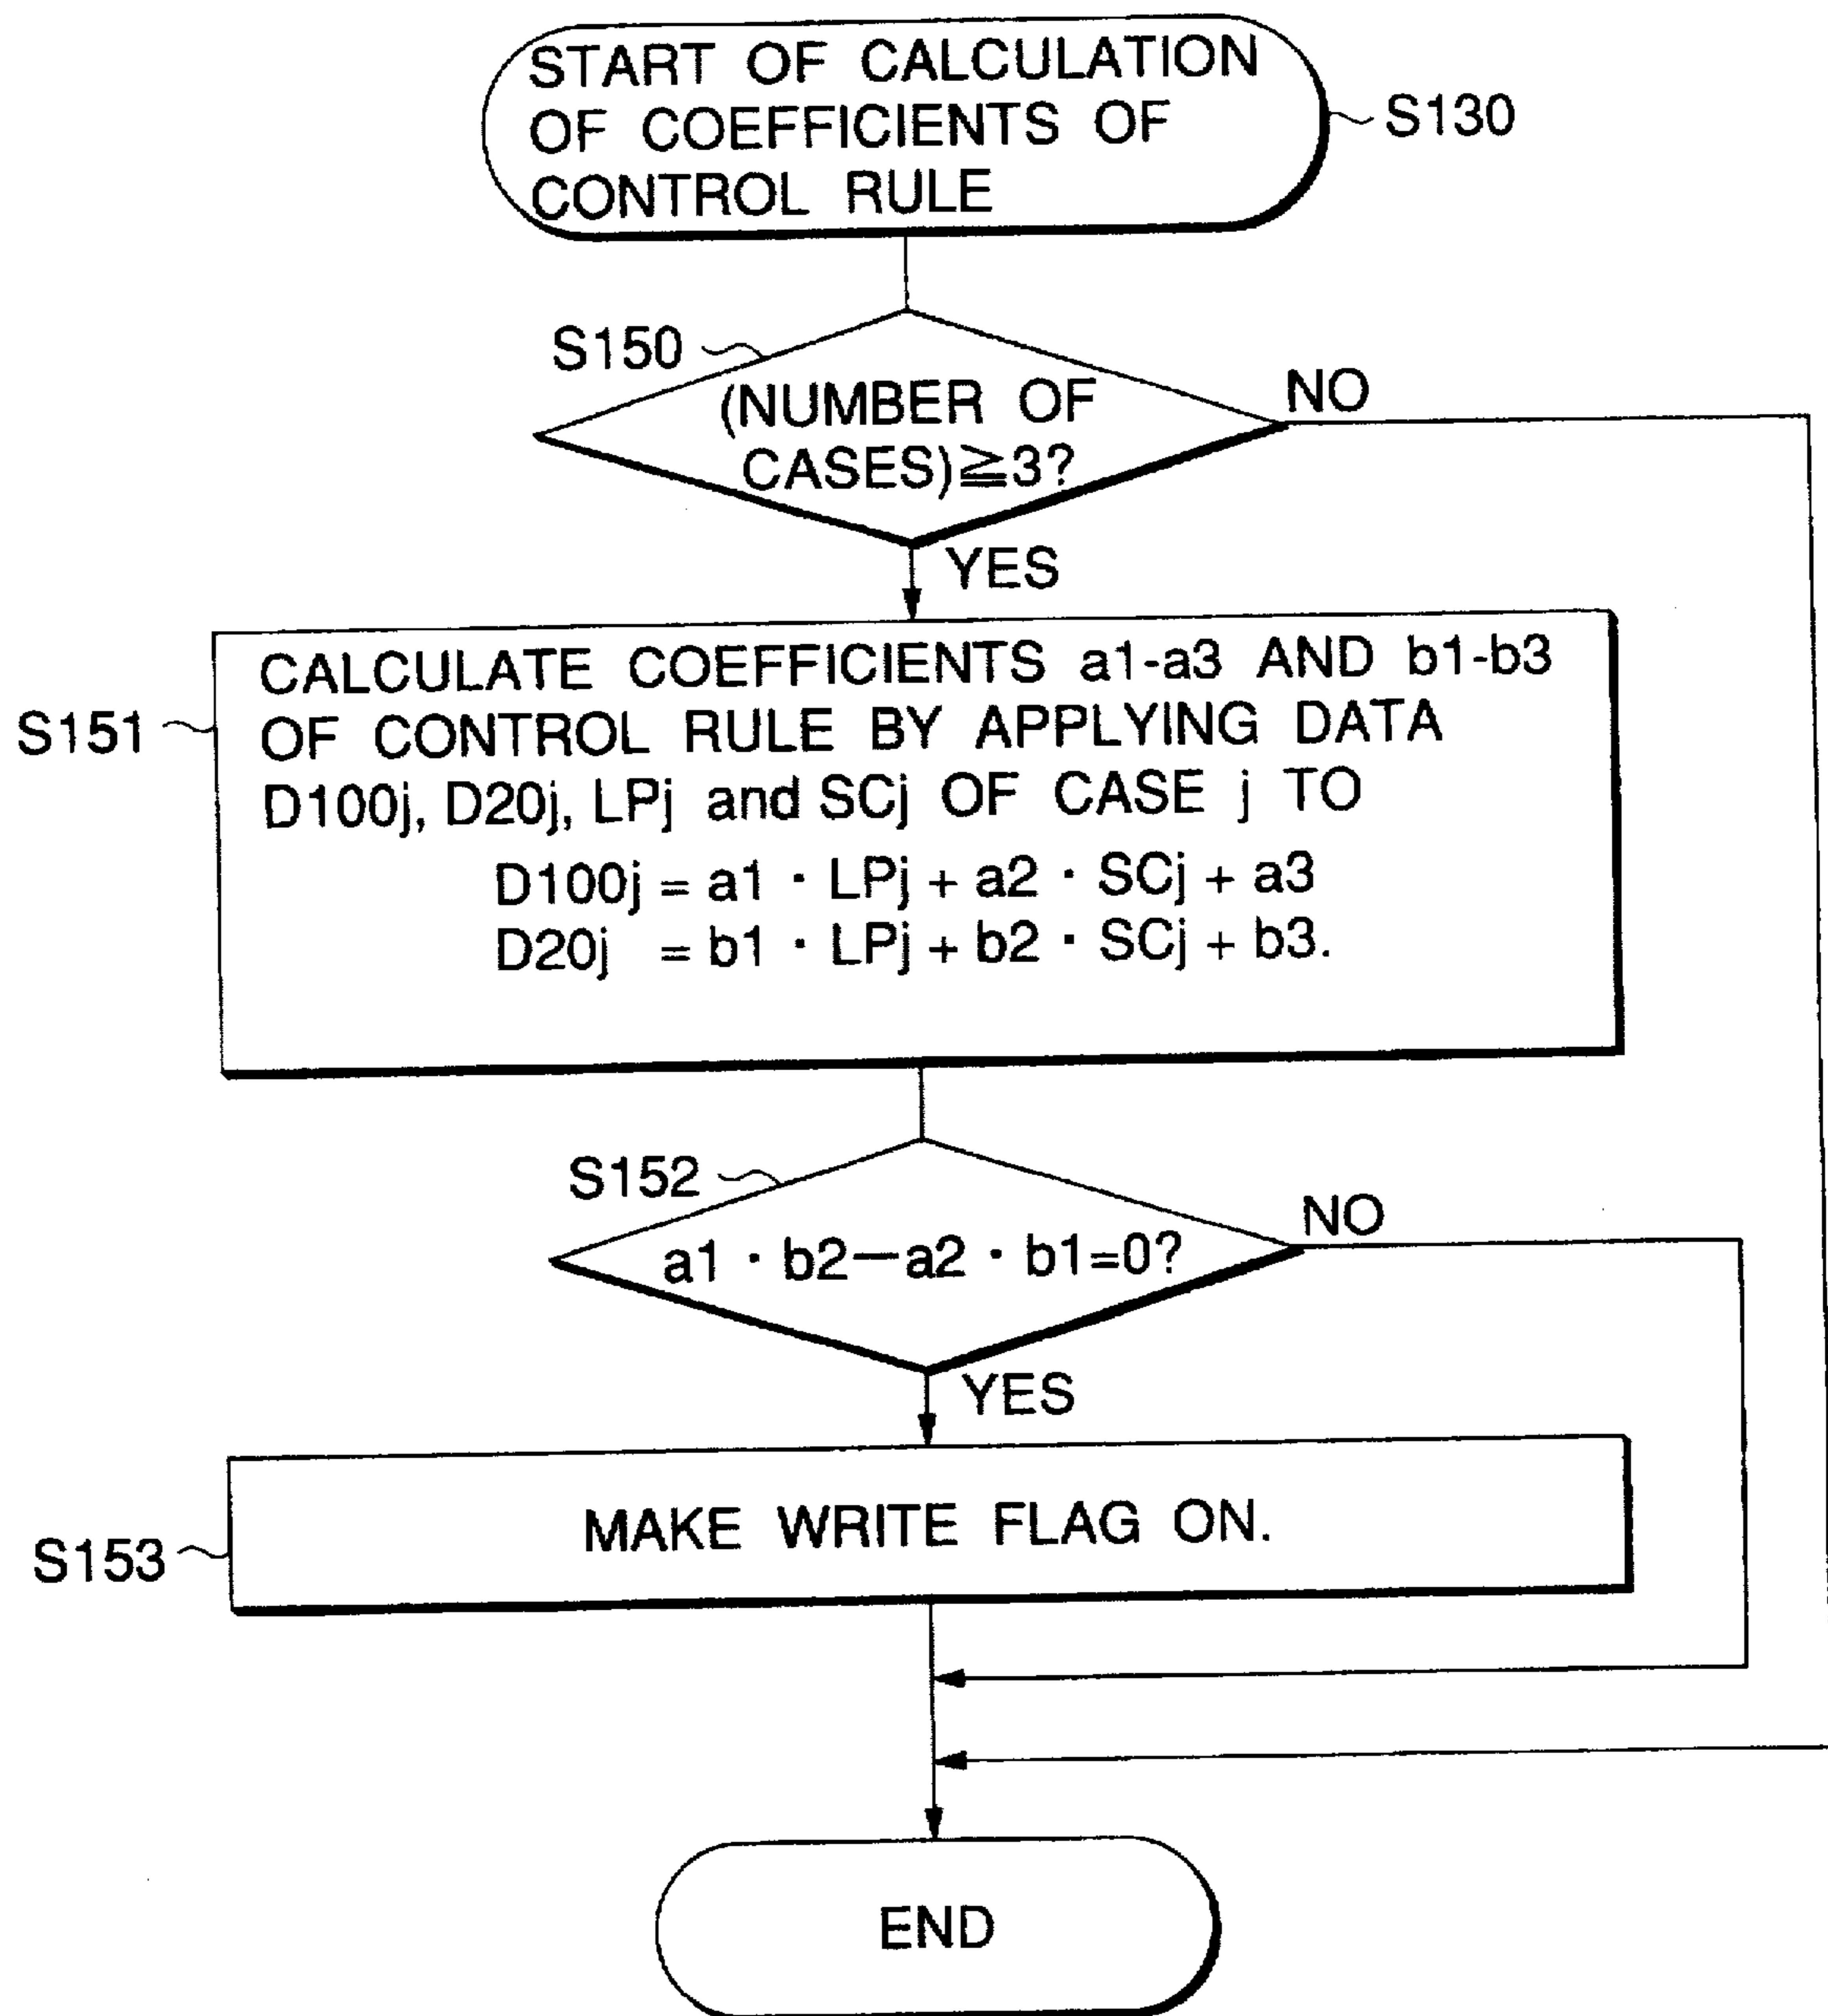 START OF CALCULATION
OF COEFFICIENTS OF
CONTROL RULE
S130
S150
(NUMBER OF
CASES)≧3?
NO
YES
S151
CALCULATE COEFFICIENTS a1-a3 AND b1-b3
OF CONTROL RULE BY APPLYING DATA
D100j, D20j, LPj and SCj OF CASE j TO
D100j = a1 · LPj + a2 · SCj + a3
D20j = b1 · LPj + b2 · SCj + b3.
S152
a1 · b2—a2 · b1=0?
NO
YES
S153
MAKE WRITE FLAG ON.
END